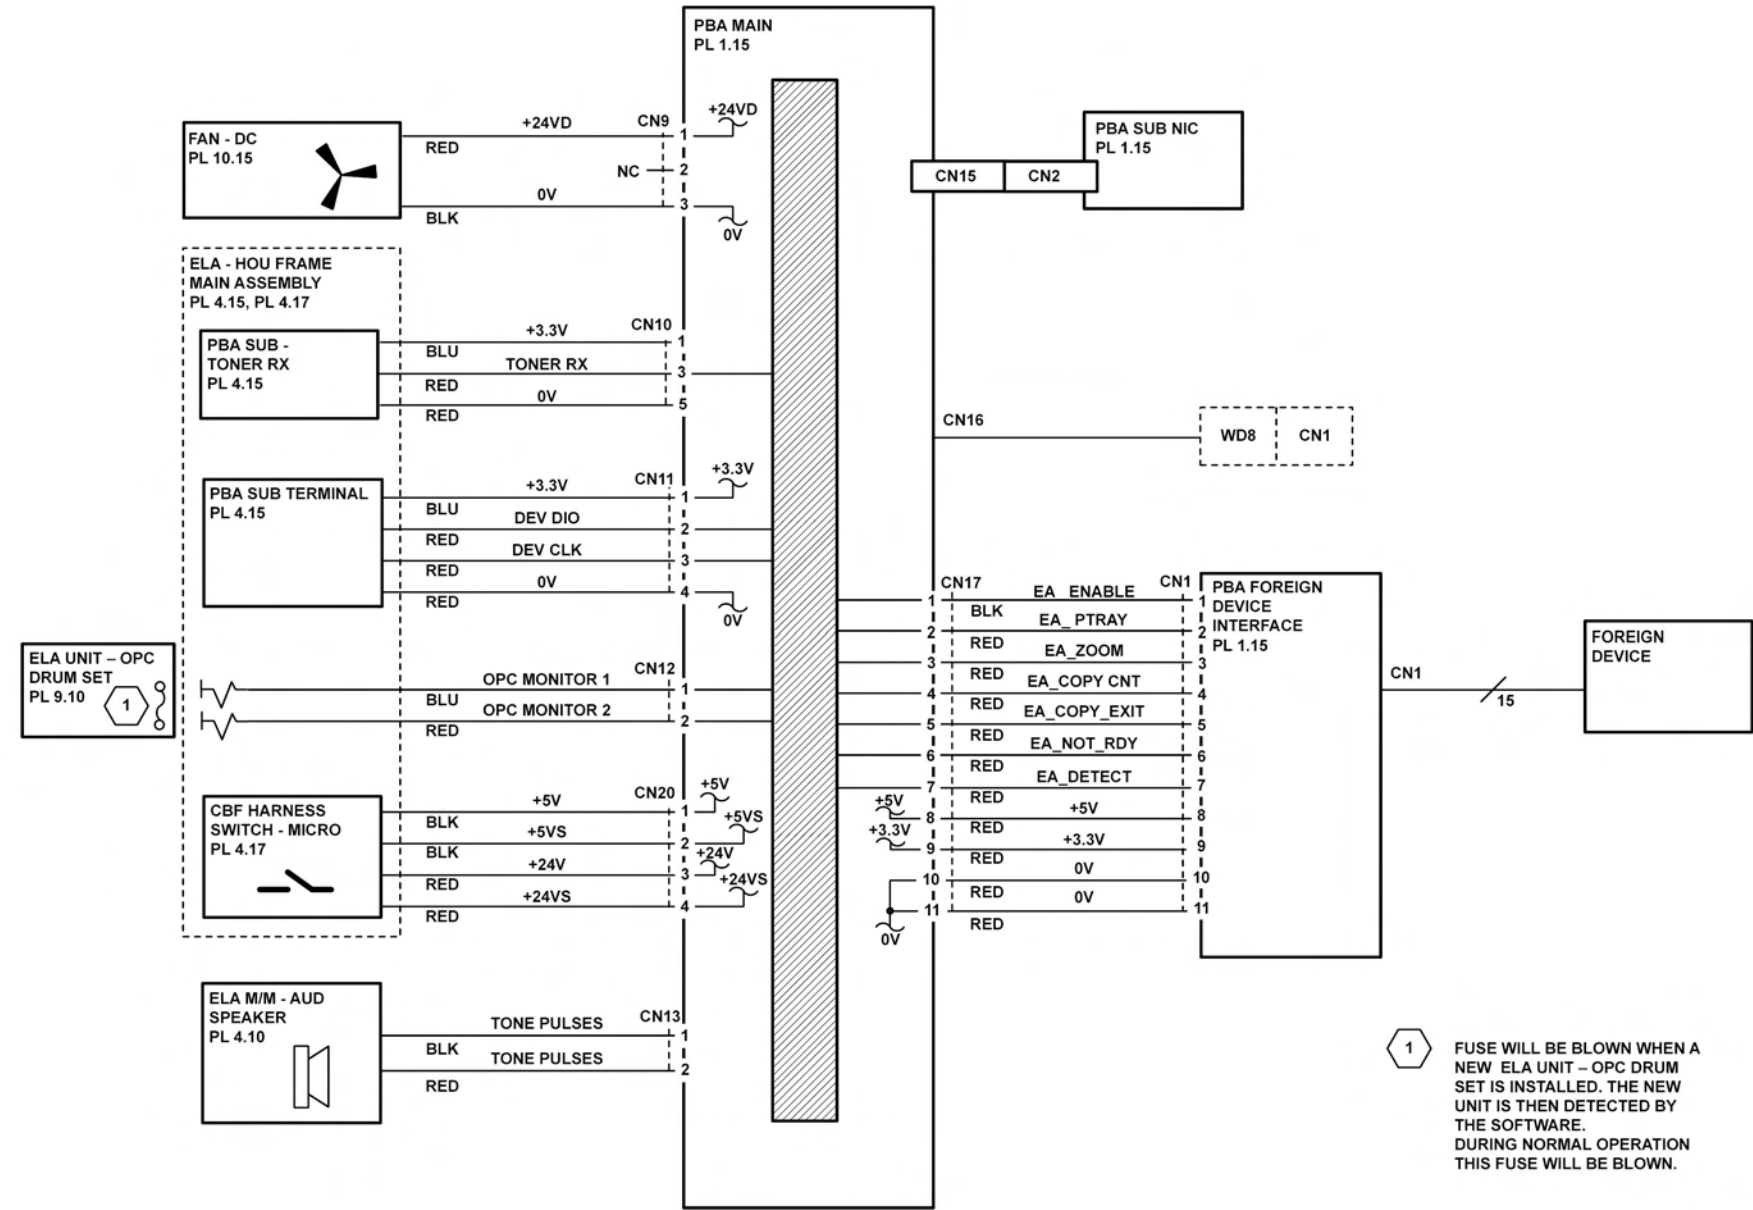 PBA MAIN
PL 1.15
FAN - DC
PL 10.15
+24VD
RED
0V
BLK
CN9
NC
1
2
3
+24VD
0V
PBA SUB NIC
PL 1.15
CN15
CN2
ELA - HOU FRAME
MAIN ASSEMBLY
PL 4.15, PL 4.17
PBA SUB -
TONER RX
PL 4.15
+3.3V
BLU
TONER RX
RED
0V
RED
CN10
1
3
5
CN16
WD8
CN1
PBA SUB TERMINAL
PL 4.15
+3.3V
BLU
DEV DIO
RED
DEV CLK
RED
0V
RED
CN11
1
2
3
4
+3.3V
0V
ELA UNIT – OPC
DRUM SET
PL 9.10
1
OPC MONITOR 1
BLU
OPC MONITOR 2
RED
CN12
1
2
CBF HARNESS
SWITCH - MICRO
PL 4.17
+5V
BLK
+5VS
BLK
+24V
RED
+24VS
RED
CN20
1
2
3
4
+5V
+5VS
+24V
+24VS
ELA M/M - AUD
SPEAKER
PL 4.10
TONE PULSES
BLK
TONE PULSES
RED
CN13
1
2
CN17
1
2
3
4
5
6
7
8
9
10
11
+5V
+3.3V
0V
EA_ ENABLE
BLK
EA_ PTRAY
RED
EA_ZOOM
RED
EA_COPY CNT
RED
EA_COPY_EXIT
RED
EA_NOT_RDY
RED
EA_DETECT
RED
+5V
RED
+3.3V
RED
0V
RED
0V
RED
CN1
1
2
3
4
5
6
7
8
9
10
11
PBA FOREIGN
DEVICE
INTERFACE
PL 1.15
CN1
15
FOREIGN
DEVICE
1
FUSE WILL BE BLOWN WHEN A
NEW ELA UNIT – OPC DRUM
SET IS INSTALLED. THE NEW
UNIT IS THEN DETECTED BY
THE SOFTWARE.
DURING NORMAL OPERATION
THIS FUSE WILL BE BLOWN.